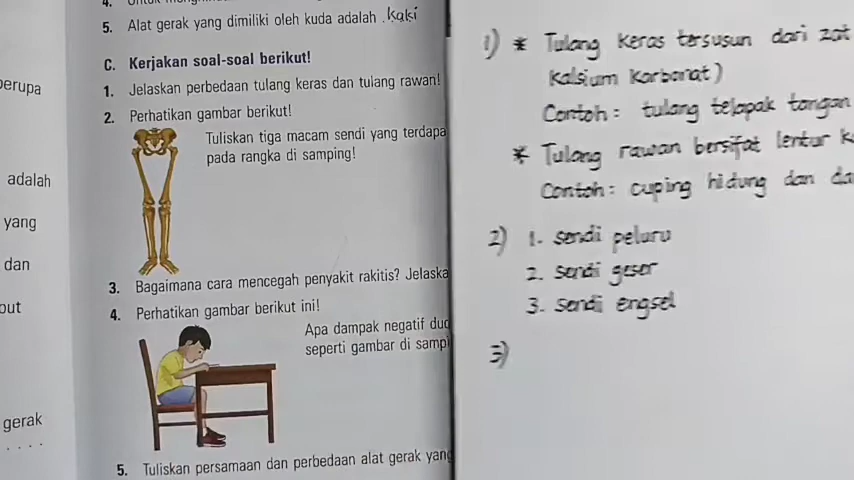 4.
5. Alat gerak yang dimiliki oleh kuda adalah . Kaki
C. Kerjakan soal-soal berikut!
1. Jelaskan perbedaan tulang keras dan tulang rawan!
2. Perhatikan gambar berikut!
Tuliskan tiga macam sendi yang terdapa
pada rangka di samping!
3. Bagaimana cara mencegah penyakit rakitis? Jelaska
4. Perhatikan gambar berikut ini!
Apa dampak negatif dud
seperti gambar di sampi
5. Tuliskan persamaan dan perbedaan alat gerak yang
berupa
adalah
yang
dan
out
gerak
. . . .
1) * Tulang keras tersusun dari zat
kalsium karbonat)
Contoh : tulang telapak tangan
* Tulang rawan bersifat lentur k
Contoh : cuping hidung dan da
2) 1. sendi peluru
2. sendi geser
3. sendi engsel
3)